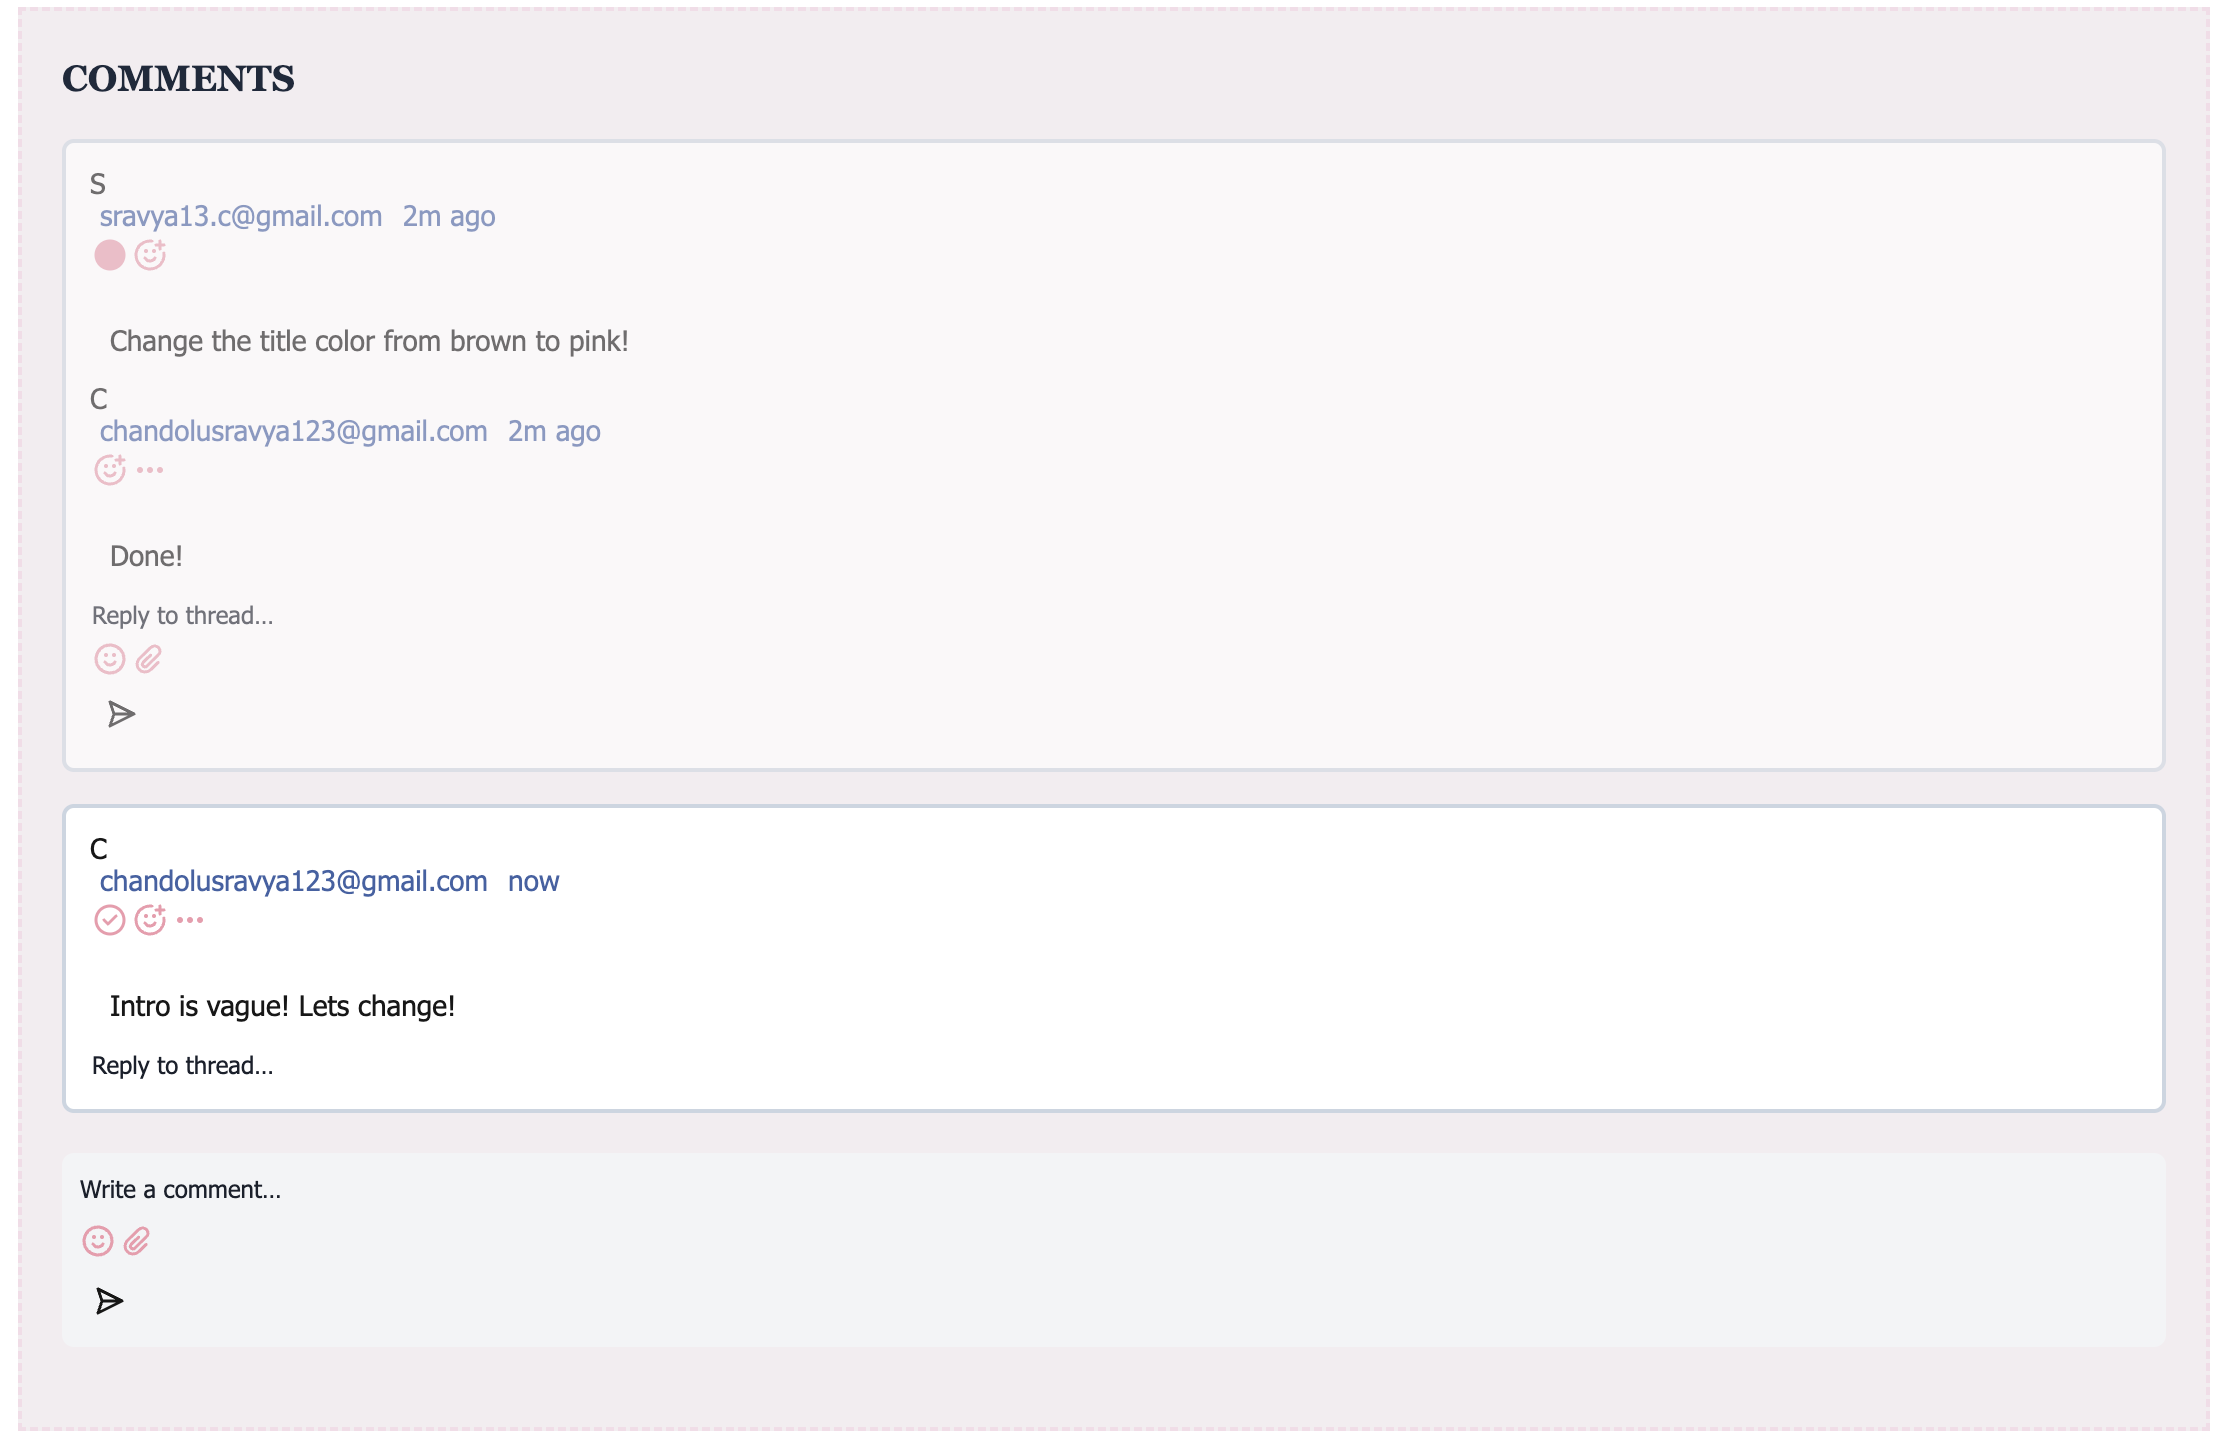 COMMENTS
S
sravya13.c@gmail.com 2m ago
Change the title color from brown to pink!
C
chandolusravya123@gmail.com 2m ago
Done!
Reply to thread...
C
chandolusravya123@gmail.com now
Intro is vague! Lets change!
Reply to thread...
Write a comment...